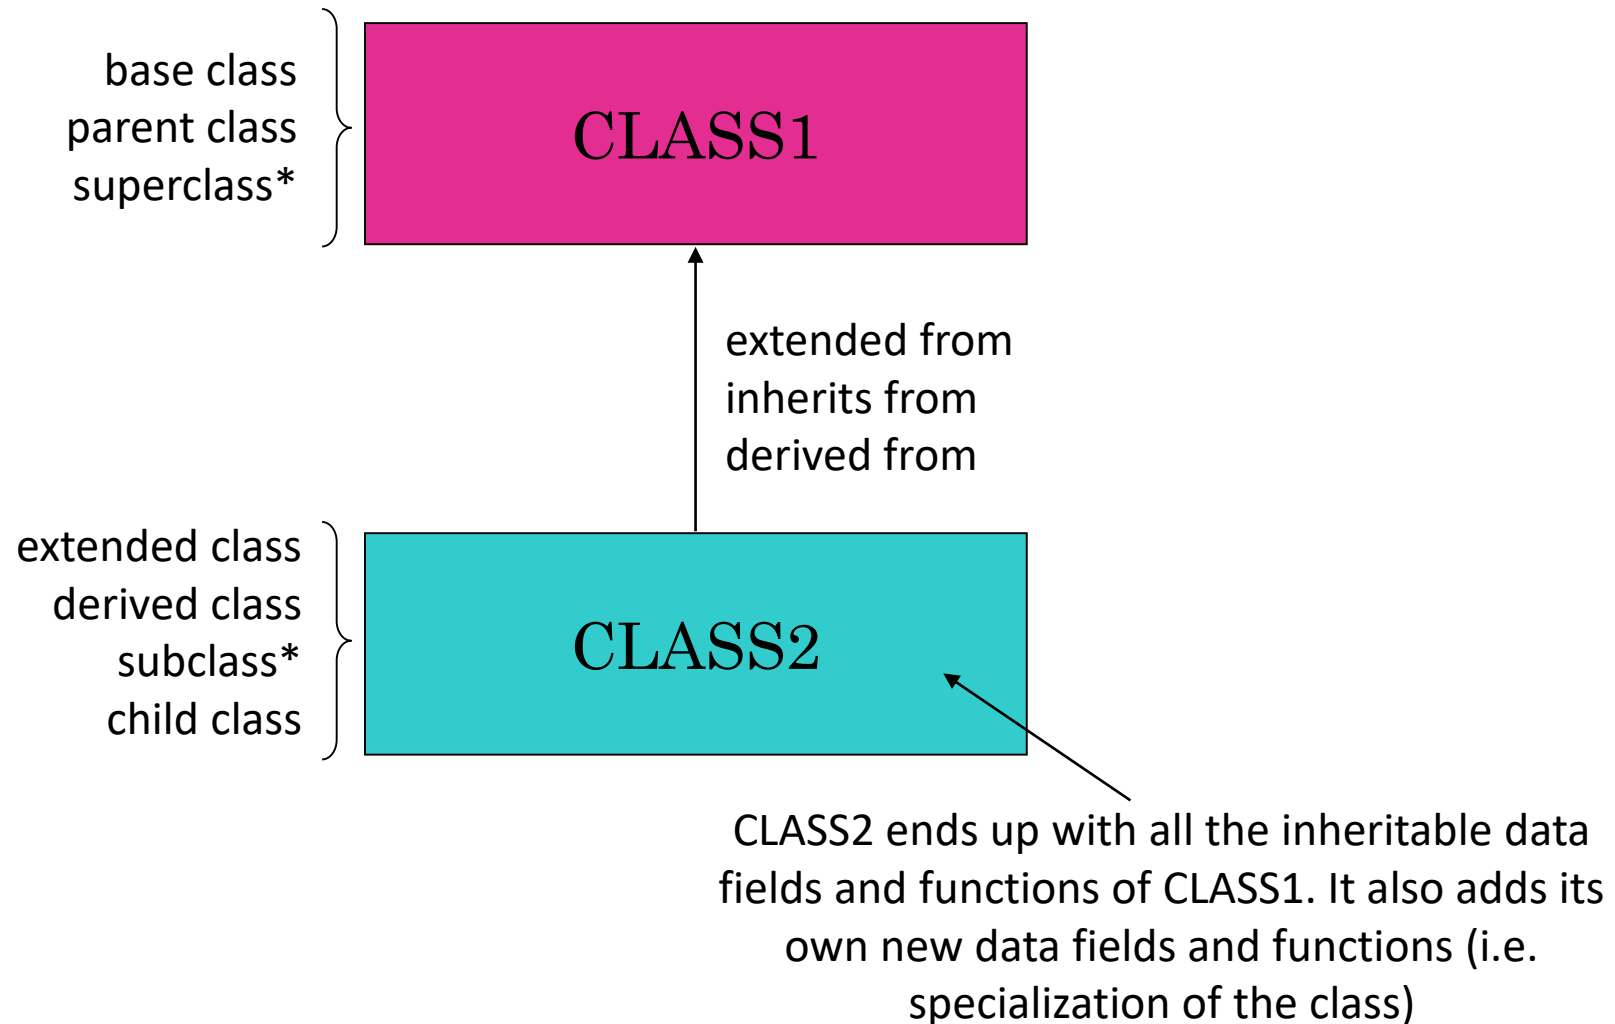 base class
parent class
superclass*
CLASS1
extended from
inherits from
derived from
extended class
derived class
subclass*
child class
CLASS2
CLASS2 ends up with all the inheritable data
fields and functions of CLASS1. It also adds its
own new data fields and functions (i.e.
specialization of the class)